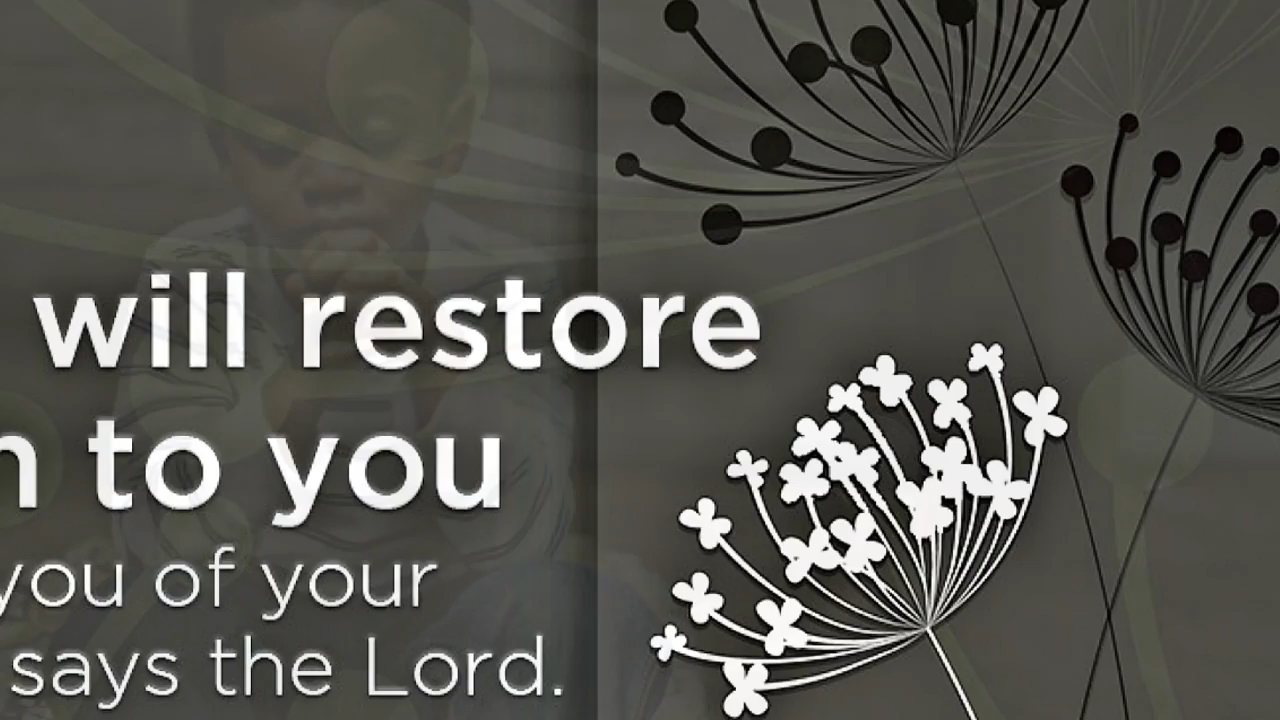 will restore
to you
you of your
says the Lord.